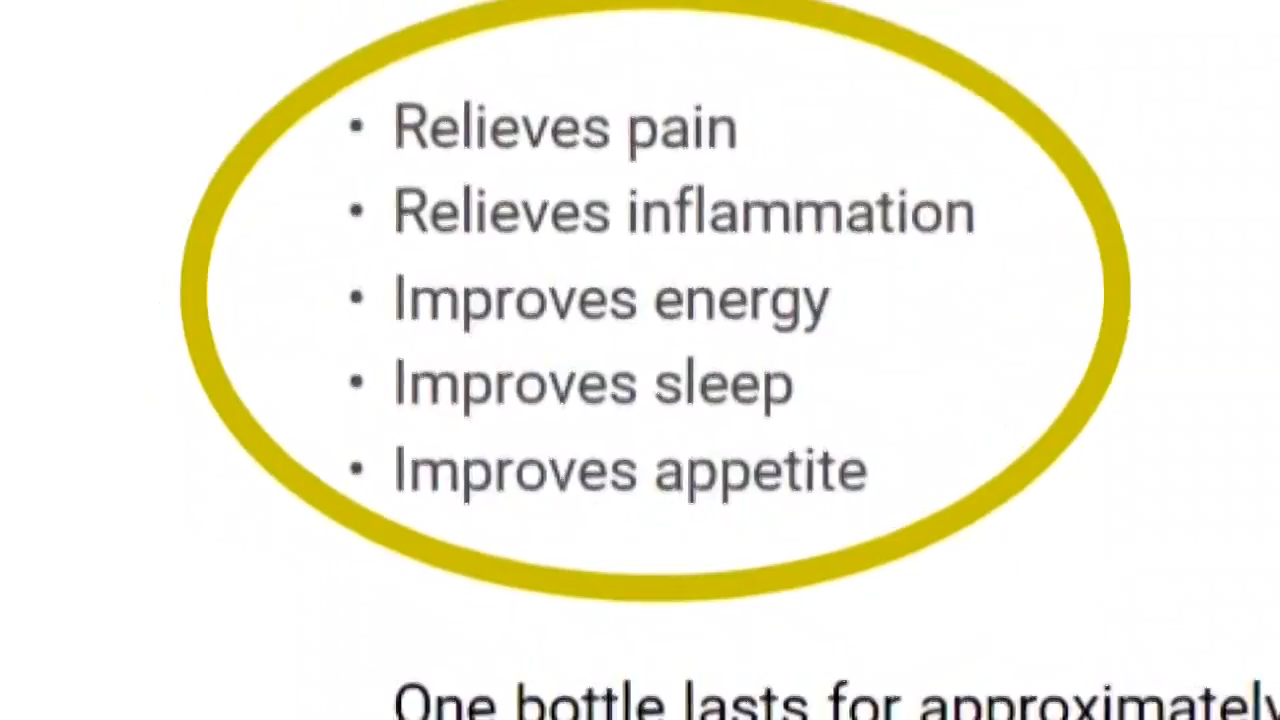 • Relieves pain
• Relieves inflammation
• Improves energy
• Improves sleep
• Improves appetite
One bottle lasts for approximately